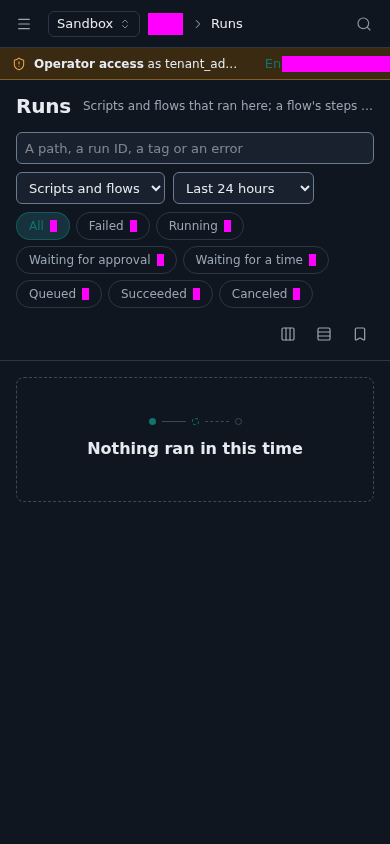 Sandbox
Runs
Operator access as tenant_ad…
En
Runs
Scripts and flows that ran here; a flow's steps …
A path, a run ID, a tag or an error
Scripts and flows
Last 24 hours
All
Failed
Running
Waiting for approval
Waiting for a time
Queued
Succeeded
Canceled
Nothing ran in this time